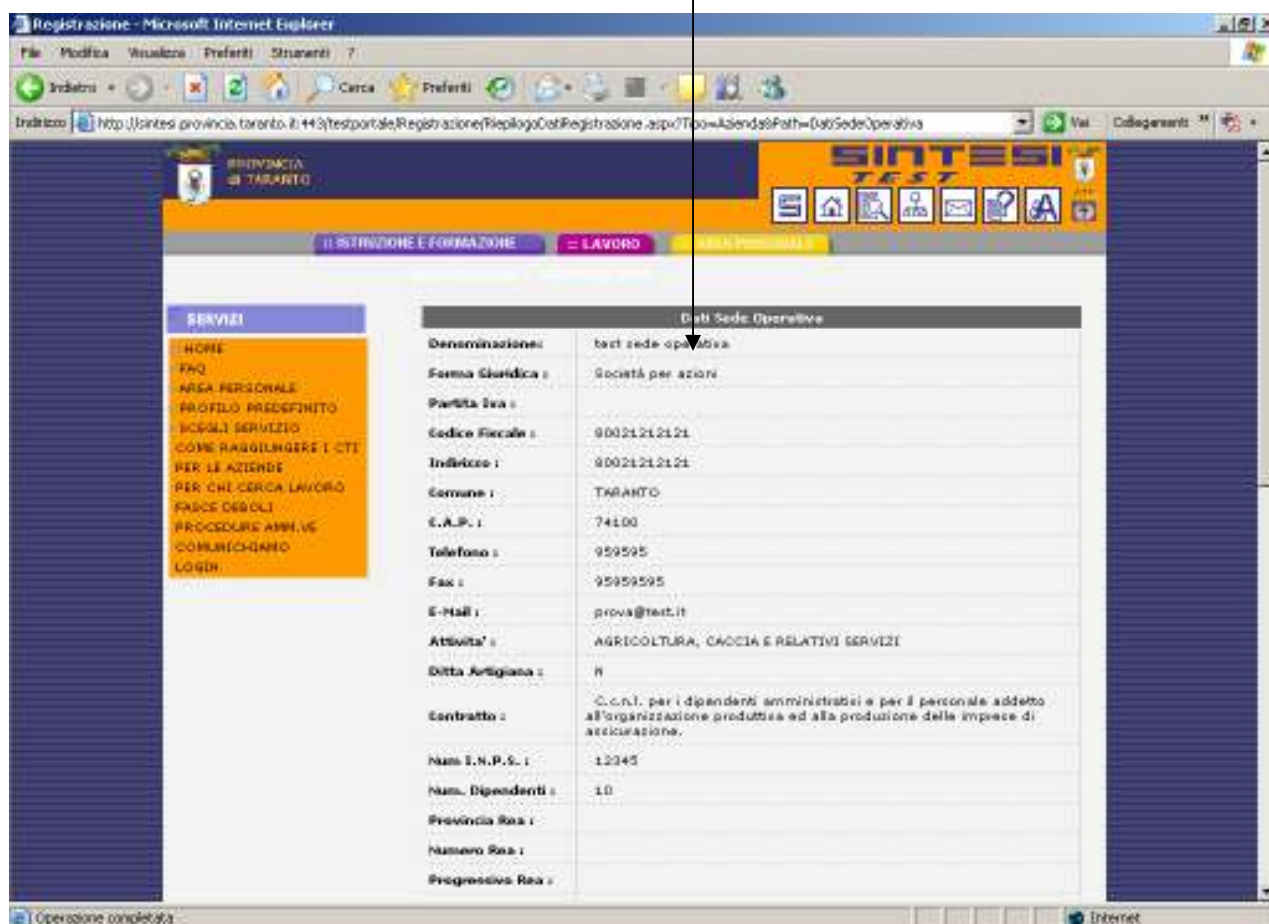 Registrazione - Microsoft Internet Explorer
File Modifica Visualizza Preferiti Strumenti ?
Indietro Cerca Preferiti
Indirizzo http://sintesi.provincia.taranto.it:443/testportale/Registrazione/RiepilogoDatiRegistrazione.aspx?Tipo=Azienda&Path=DatiSedeOperativa Vai Collegamenti »
PROVINCIA
di TARANTO
SINTESI
TEST
:: ISTRUZIONE E FORMAZIONE :: LAVORO AREA PERSONALE
SERVIZI
HOME
FAQ
AREA PERSONALE
PROFILO PREDEFINITO
SCEGLI SERVIZIO
COME RAGGIUNGERE I CTI
PER LE AZIENDE
PER CHI CERCA LAVORO
FASCE DEBOLI
PROCEDURE AMM.VE
COMUNICHIAMO
LOGIN
Dati Sede Operativa
Denominazione: test sede operativa
Forma Giuridica : Società per azioni
Partita Iva :
Codice Fiscale : 90021212121
Indirizzo : 90021212121
Comune : TARANTO
C.A.P. : 74100
Telefono : 959595
Fax : 95959595
E-Mail : prova@test.it
Attivita' : AGRICOLTURA, CACCIA E RELATIVI SERVIZI
Ditta Artigiana : N
Contratto : C.c.n.l. per i dipendenti amministrativi e per il personale addetto
all'organizzazione produttiva ed alla produzione delle imprese di
assicurazione.
Num I.N.P.S. : 12345
Num. Dipendenti : 10
Provincia Rea :
Numero Rea :
Progressivo Rea :
Operazione completata Internet